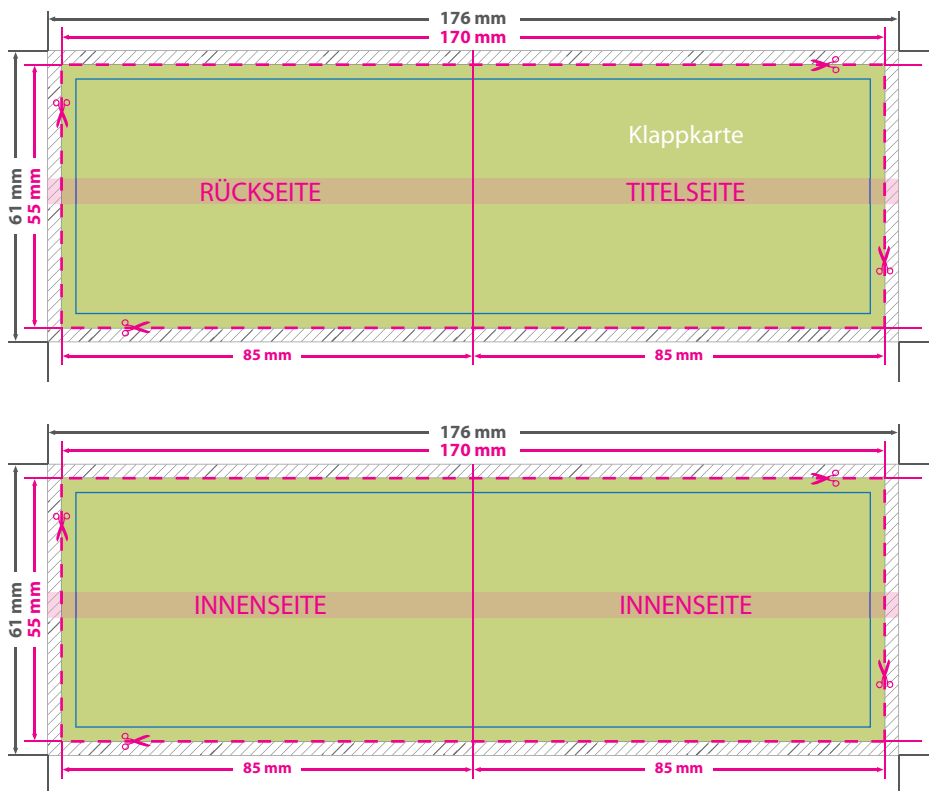 176 mm
170 mm
Klappkarte
RÜCKSEITE TITELSEITE
61 mm
55 mm
85 mm 85 mm
176 mm
170 mm
INNENSEITE INNENSEITE
61 mm
55 mm
85 mm 85 mm